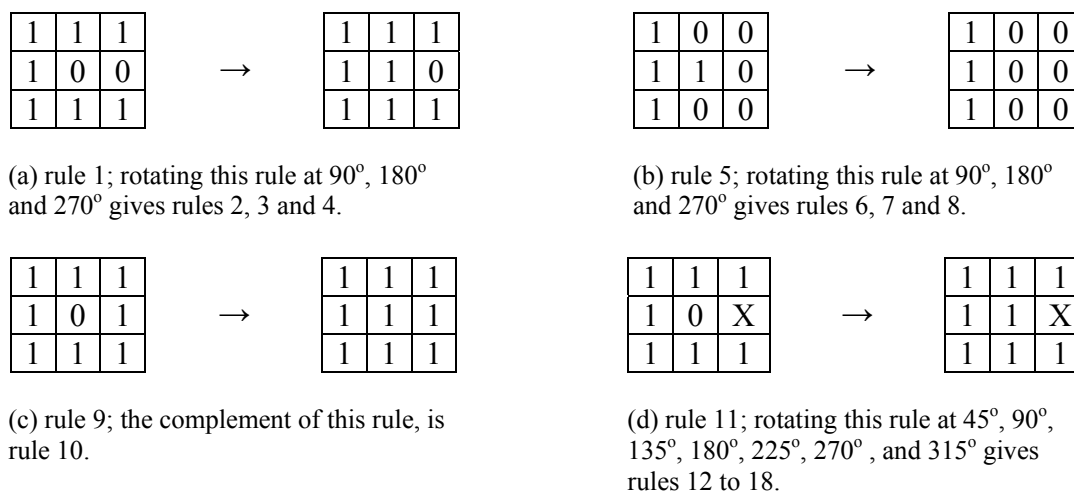 1 1 1
1 0 0 → 
1 1 1
1 1 1
1 1 0
1 1 1
1 0 0
1 1 0 →
1 0 0
1 0 0
1 0 0
1 0 0
(a) rule 1; rotating this rule at 90°, 180°
and 270° gives rules 2, 3 and 4.
(b) rule 5; rotating this rule at 90°, 180°
and 270° gives rules 6, 7 and 8.
1 1 1
1 0 1 →
1 1 1
1 1 1
1 1 1
1 1 1
1 1 1
1 0 X →
1 1 1
1 1 1
1 1 X
1 1 1
(c) rule 9; the complement of this rule, is
rule 10.
(d) rule 11; rotating this rule at 45°, 90°,
135°, 180°, 225°, 270° , and 315° gives
rules 12 to 18.